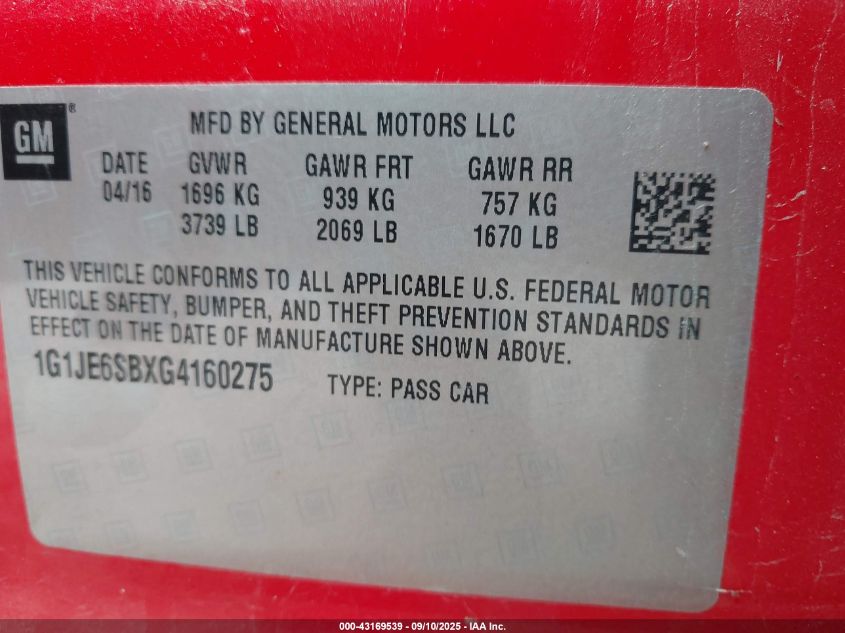 GM®
MFD BY GENERAL MOTORS LLC
DATE GVWR GAWR FRT GAWR RR
04/16 1696 KG 939 KG 757 KG
3739 LB 2069 LB 1670 LB
THIS VEHICLE CONFORMS TO ALL APPLICABLE U.S. FEDERAL MOTOR
VEHICLE SAFETY, BUMPER, AND THEFT PREVENTION STANDARDS IN
EFFECT ON THE DATE OF MANUFACTURE SHOWN ABOVE.
1G1JE6SBXG4160275 TYPE: PASS CAR
000-43169539 - 09/10/2025 - IAA Inc.